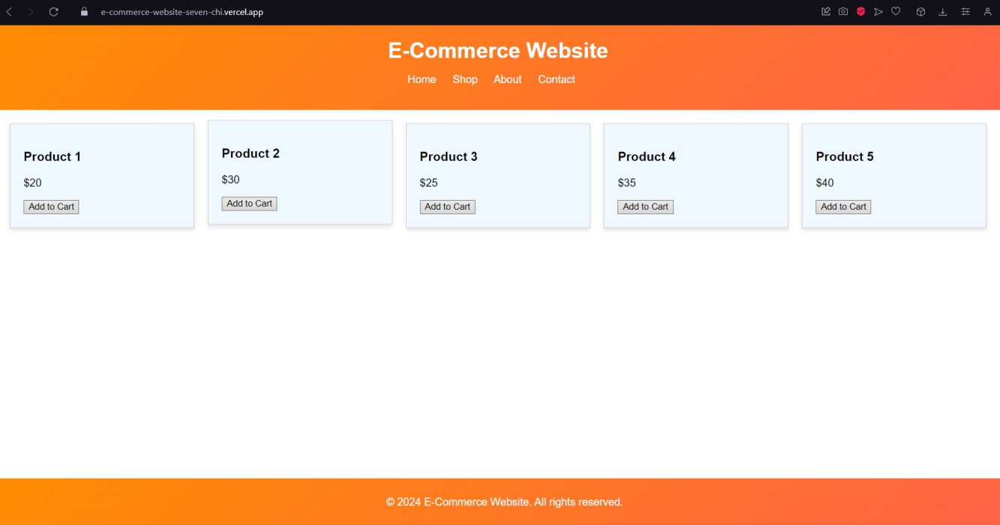 e-commerce-website-seven-chi.vercel.app
E-Commerce Website
Home Shop About Contact
Product 1
$20
Add to Cart
Product 2
$30
Add to Cart
Product 3
$25
Add to Cart
Product 4
$35
Add to Cart
Product 5
$40
Add to Cart
© 2024 E-Commerce Website. All rights reserved.